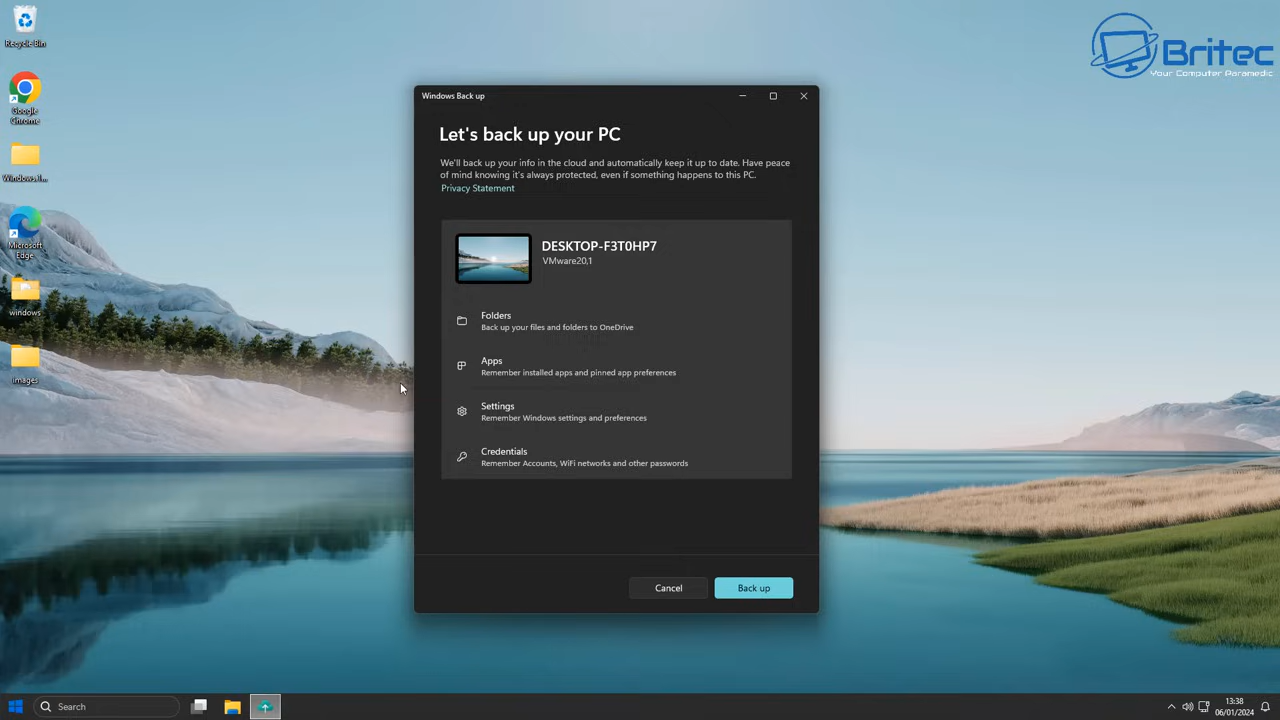 Recycle Bin
Google
Chrome
Windows 1...
Microsoft
Edge
windows
Images
Britec
Your Computer Paramedic
Windows Back up
Let's back up your PC
We'll back up your info in the cloud and automatically keep it up to date. Have peace
of mind knowing it's always protected, even if something happens to this PC.
Privacy Statement
DESKTOP-F3T0HP7
VMware20,1
Folders
Back up your files and folders to OneDrive
Apps
Remember installed apps and pinned app preferences
Settings
Remember Windows settings and preferences
Credentials
Remember Accounts, WiFi networks and other passwords
Cancel
Back up
Search
13:38
06/01/2024